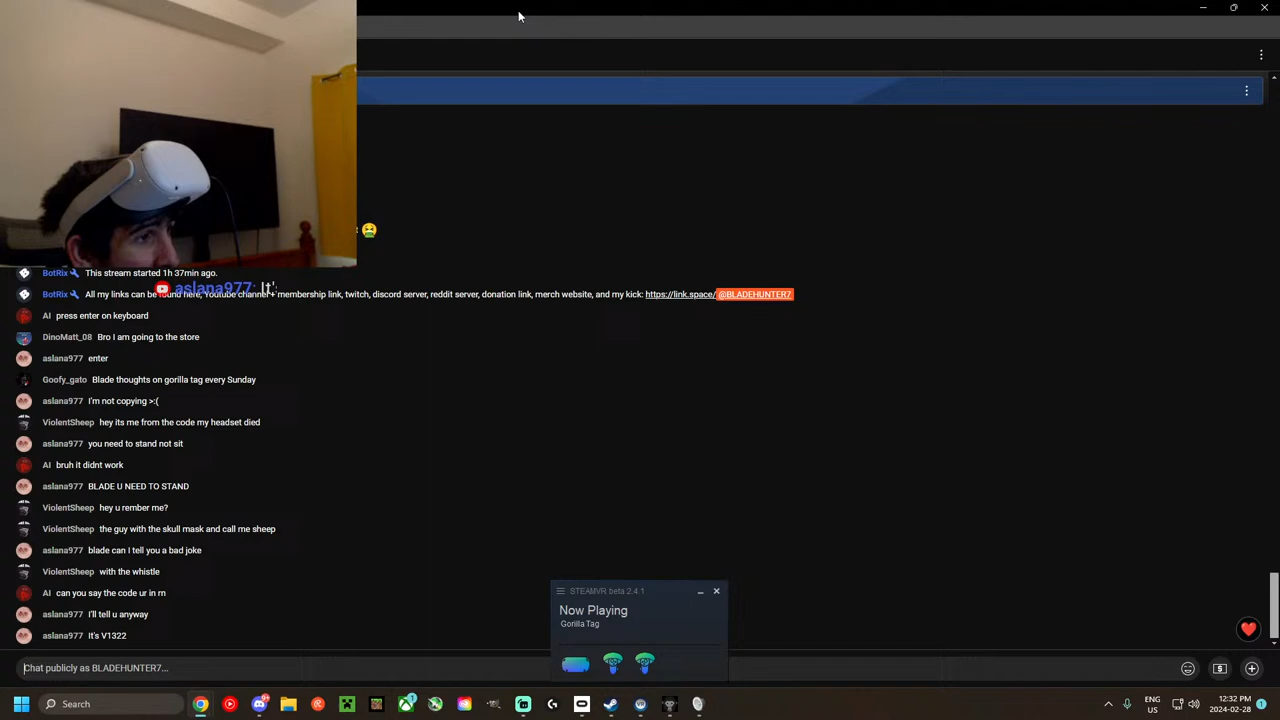 BotRix This stream started 1h 37min ago.
aslana977: It'
BotRix All my links can be found here, Youtube channel + membership link, twitch, discord server, reddit server, donation link, merch website, and my kick: https://link.space/@BLADEHUNTER7
AI press enter on keyboard
DinoMatt_08 Bro I am going to the store
aslana977 enter
Goofy_gato Blade thoughts on gorilla tag every Sunday
aslana977 I'm not copying >:(
ViolentSheep hey its me from the code my headset died
aslana977 you need to stand not sit
AI bruh it didnt work
aslana977 BLADE U NEED TO STAND
ViolentSheep hey u rember me?
ViolentSheep the guy with the skull mask and call me sheep
aslana977 blade can I tell you a bad joke
ViolentSheep with the whistle
AI can you say the code ur in rn
aslana977 I'll tell u anyway
aslana977 It's V1322
STEAMVR beta 2.4.1
Now Playing
Gorilla Tag
Chat publicly as BLADEHUNTER7...
Search
ENG
US
12:32 PM
2024-02-28